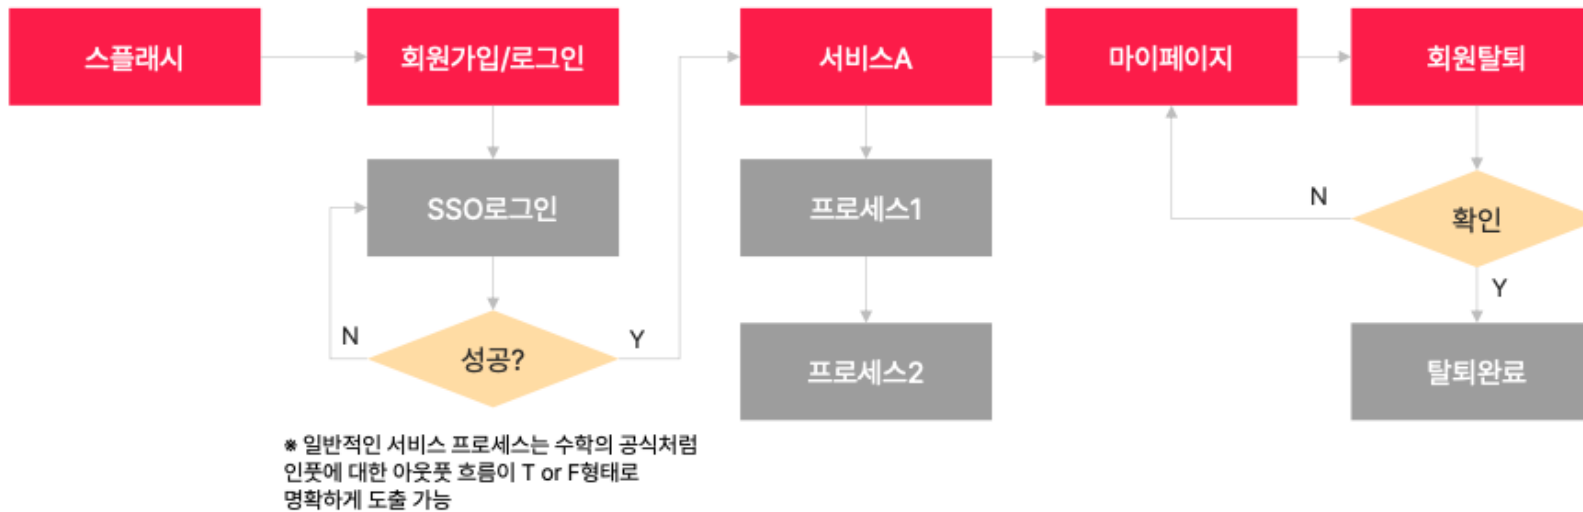 스플래시
회원가입/로그인
서비스A
마이페이지
회원탈퇴
SSO로그인
프로세스1
N
확인
Y
N
성공?
Y
프로세스2
탈퇴완료
※ 일반적인 서비스 프로세스는 수학의 공식처럼
인풋에 대한 아웃풋 흐름이 T or F형태로
명확하게 도출 가능